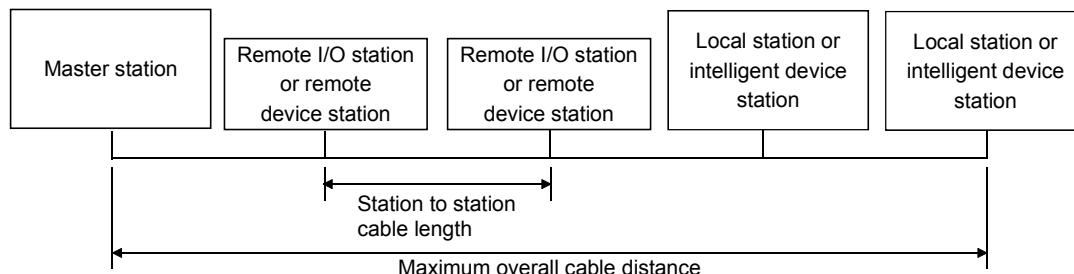 Master station
Remote I/O station
or remote
device station
Remote I/O station
or remote
device station
Local station or
intelligent device
station
Local station or
intelligent device
station
Station to station
cable length
Maximum overall cable distance